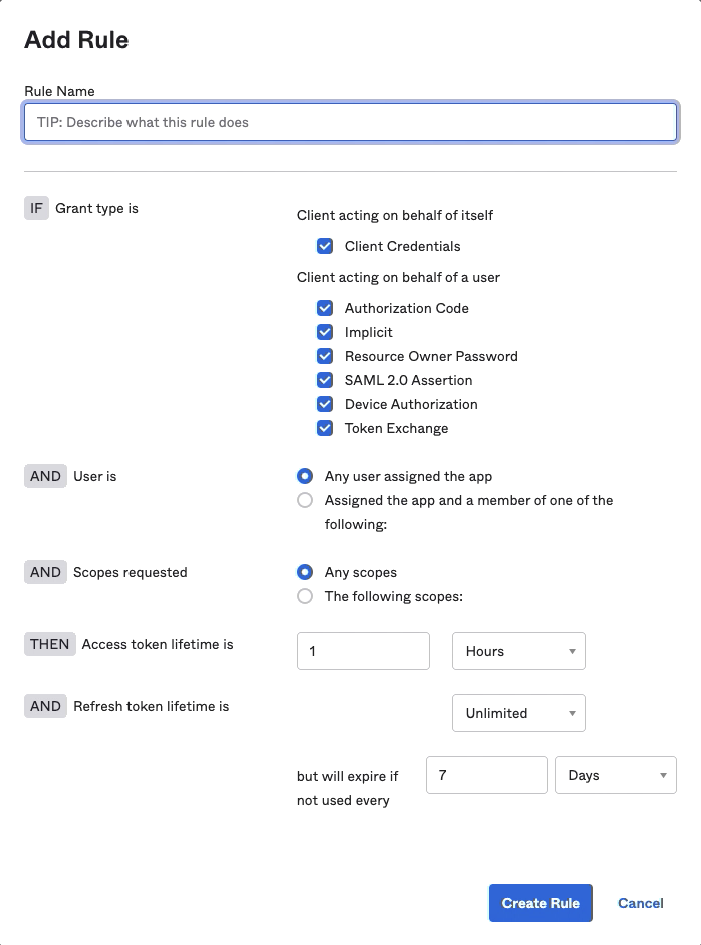 Add Rule
Rule Name
TIP: Describe what this rule does
IF Grant type is
Client acting on behalf of itself
Client Credentials
Client acting on behalf of a user
Authorization Code
Implicit
Resource Owner Password
SAML 2.0 Assertion
Device Authorization
Token Exchange
AND User is
Any user assigned the app
Assigned the app and a member of one of the
following:
AND Scopes requested
Any scopes
The following scopes:
THEN Access token lifetime is
1 Hours
AND Refresh token lifetime is
Unlimited
but will expire if
not used every
7 Days
Create Rule Cancel